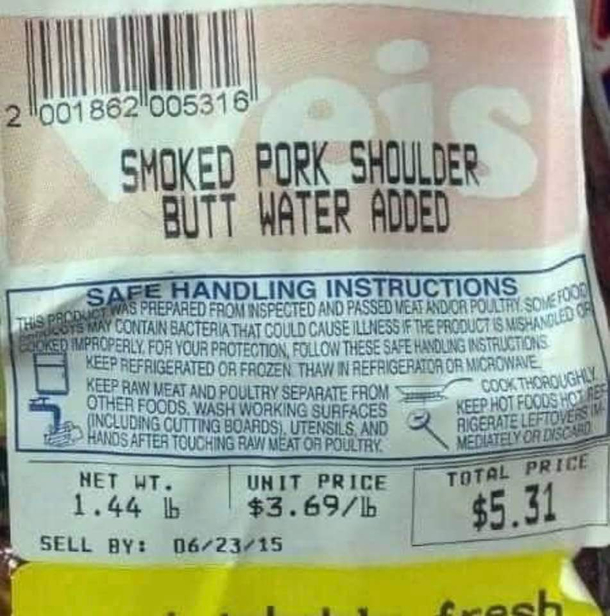 weis
2 001862 005316
SMOKED PORK SHOULDER
BUTT WATER ADDED
SAFE HANDLING INSTRUCTIONS
THIS PRODUCT WAS PREPARED FROM INSPECTED AND PASSED MEAT AND/OR POULTRY. SOME FOOD
PRODUCTS MAY CONTAIN BACTERIA THAT COULD CAUSE ILLNESS IF THE PRODUCT IS MISHANDLED OR
COOKED IMPROPERLY. FOR YOUR PROTECTION, FOLLOW THESE SAFE HANDLING INSTRUCTIONS.
KEEP REFRIGERATED OR FROZEN. THAW IN REFRIGERATOR OR MICROWAVE.
KEEP RAW MEAT AND POULTRY SEPARATE FROM
OTHER FOODS. WASH WORKING SURFACES
(INCLUDING CUTTING BOARDS), UTENSILS, AND
HANDS AFTER TOUCHING RAW MEAT OR POULTRY.
COOK THOROUGHLY.
KEEP HOT FOODS HOT. REF
RIGERATE LEFTOVERS IM
MEDIATELY OR DISCARD.
NET WT.
1.44 lb
UNIT PRICE
$3.69/lb
TOTAL PRICE
$5.31
SELL BY: 06/23/15
fresh